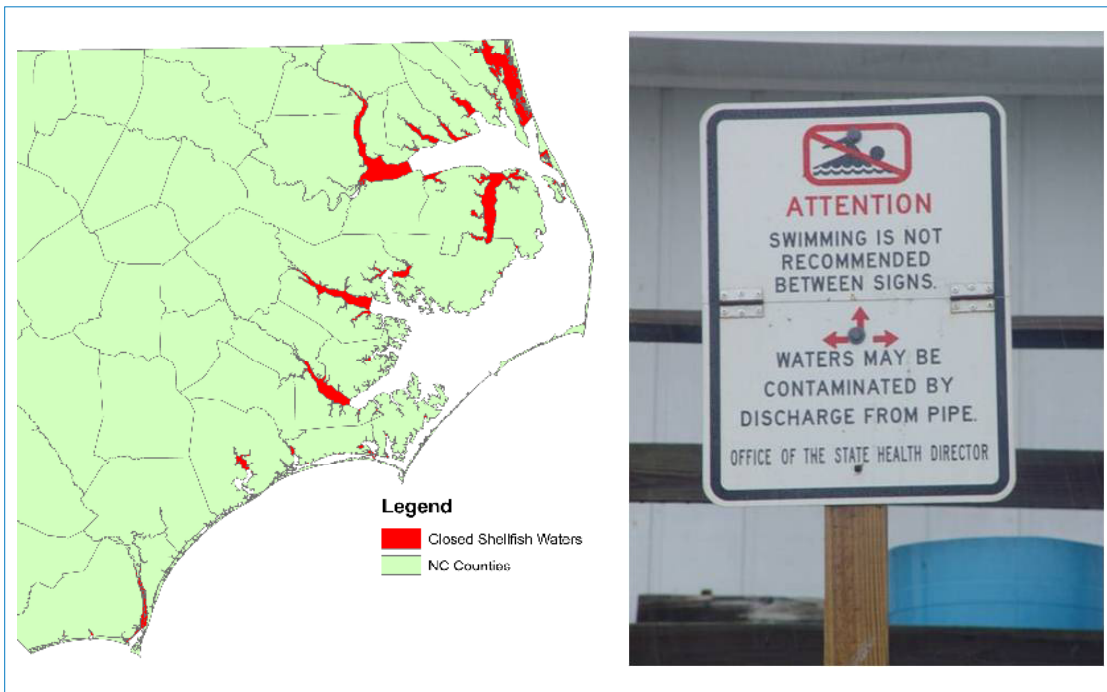 Legend
Closed Shellfish Waters
NC Counties
ATTENTION
SWIMMING IS NOT
RECOMMENDED
BETWEEN SIGNS.
WATERS MAY BE
CONTAMINATED BY
DISCHARGE FROM PIPE.
OFFICE OF THE STATE HEALTH DIRECTOR